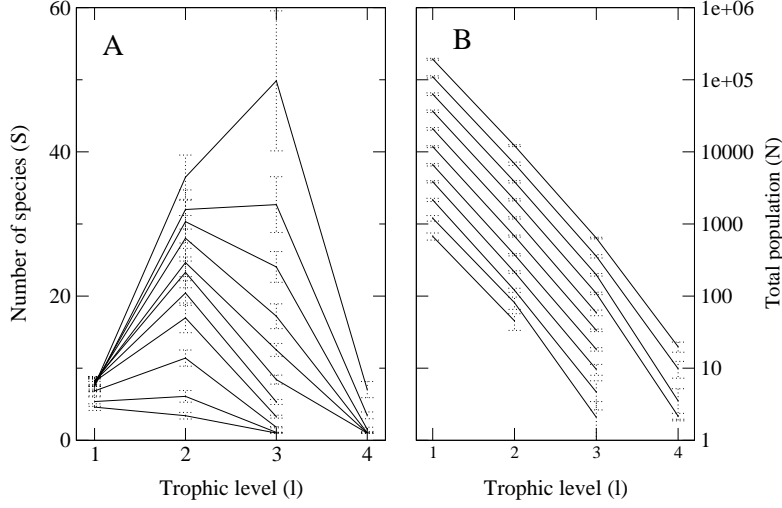 A
B
Number of species (S)
60
40
20
0
1 2 3 4
Trophic level (l)
1 2 3 4
Trophic level (l)
1e+06
1e+05
10000
1000
100
10
1
Total population (N)